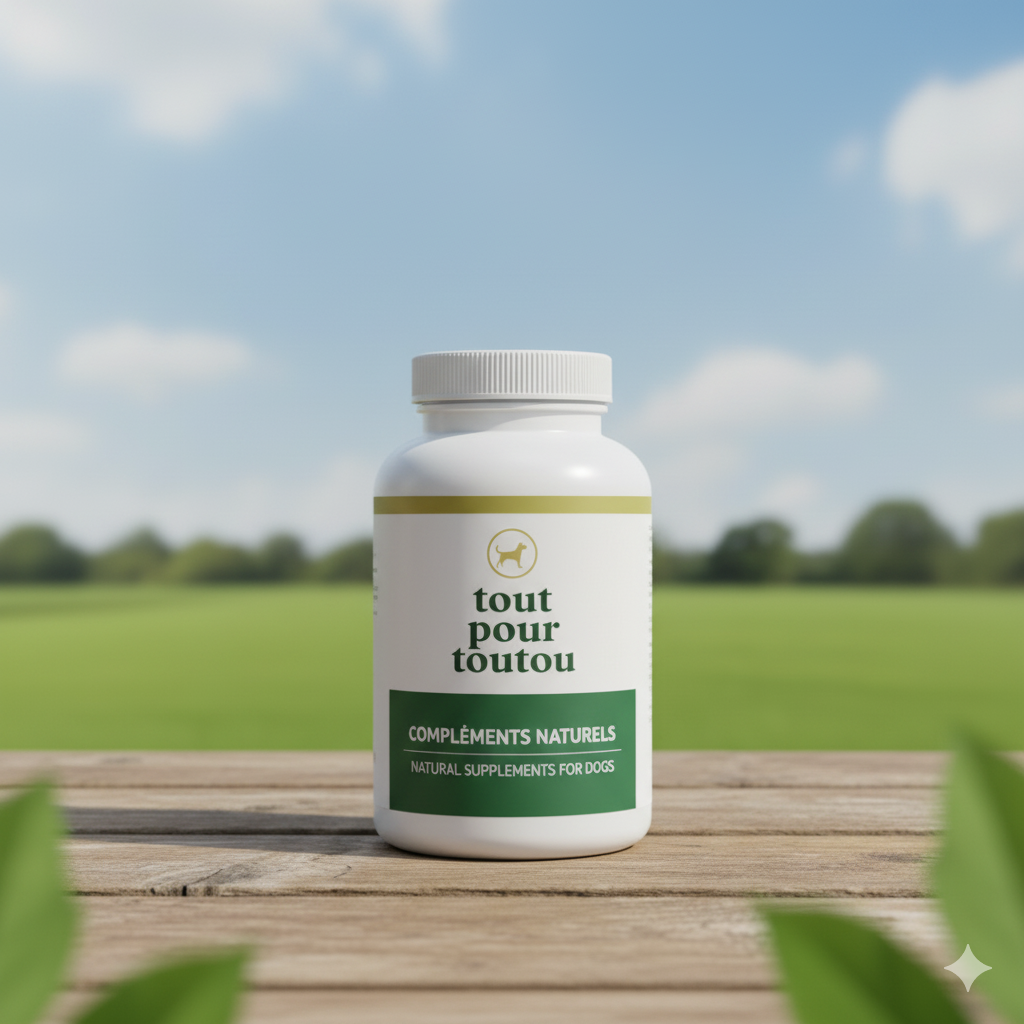 tout
pour
toutou
COMPLÉMENTS NATURELS
NATURAL SUPPLEMENTS FOR DOGS